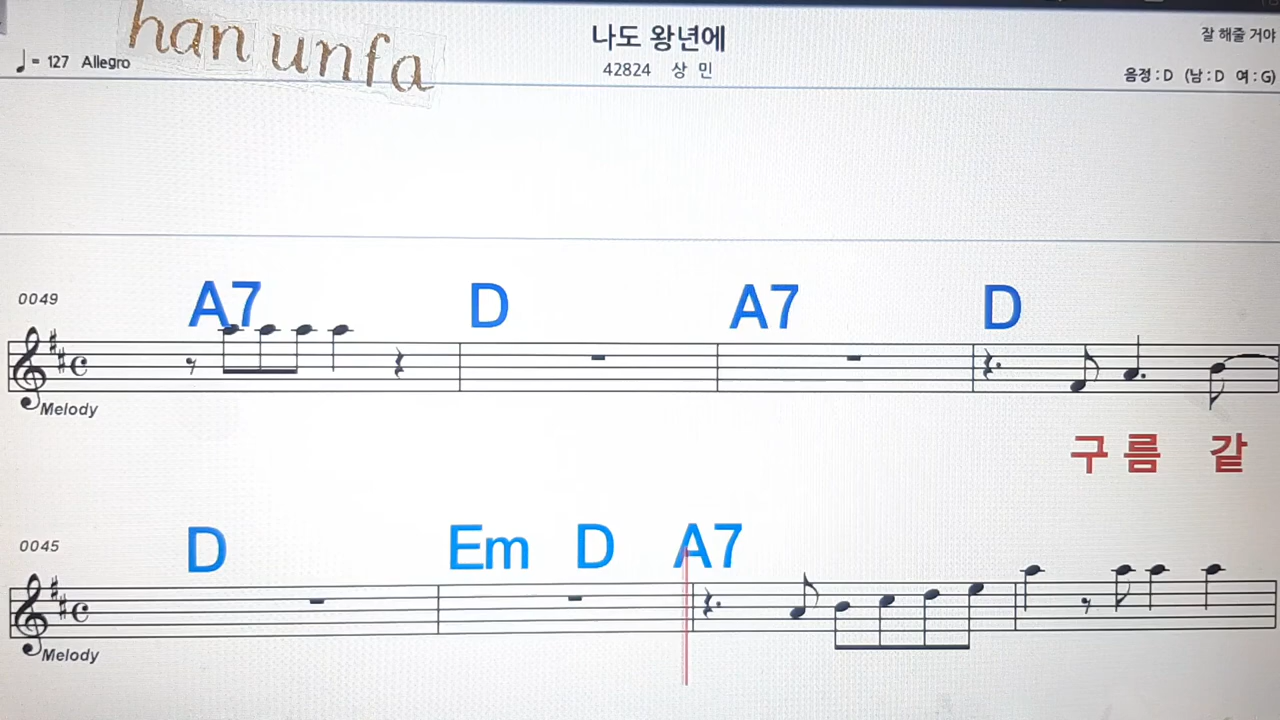 han unfa
나도 왕년에
잘 해줄 거야
♩= 127 Allegro
42824 상 민
음정 : D (남 : D 여 : G)
0049
A7 D A7 D
Melody
구 름 같
0045
D Em D A7
Melody